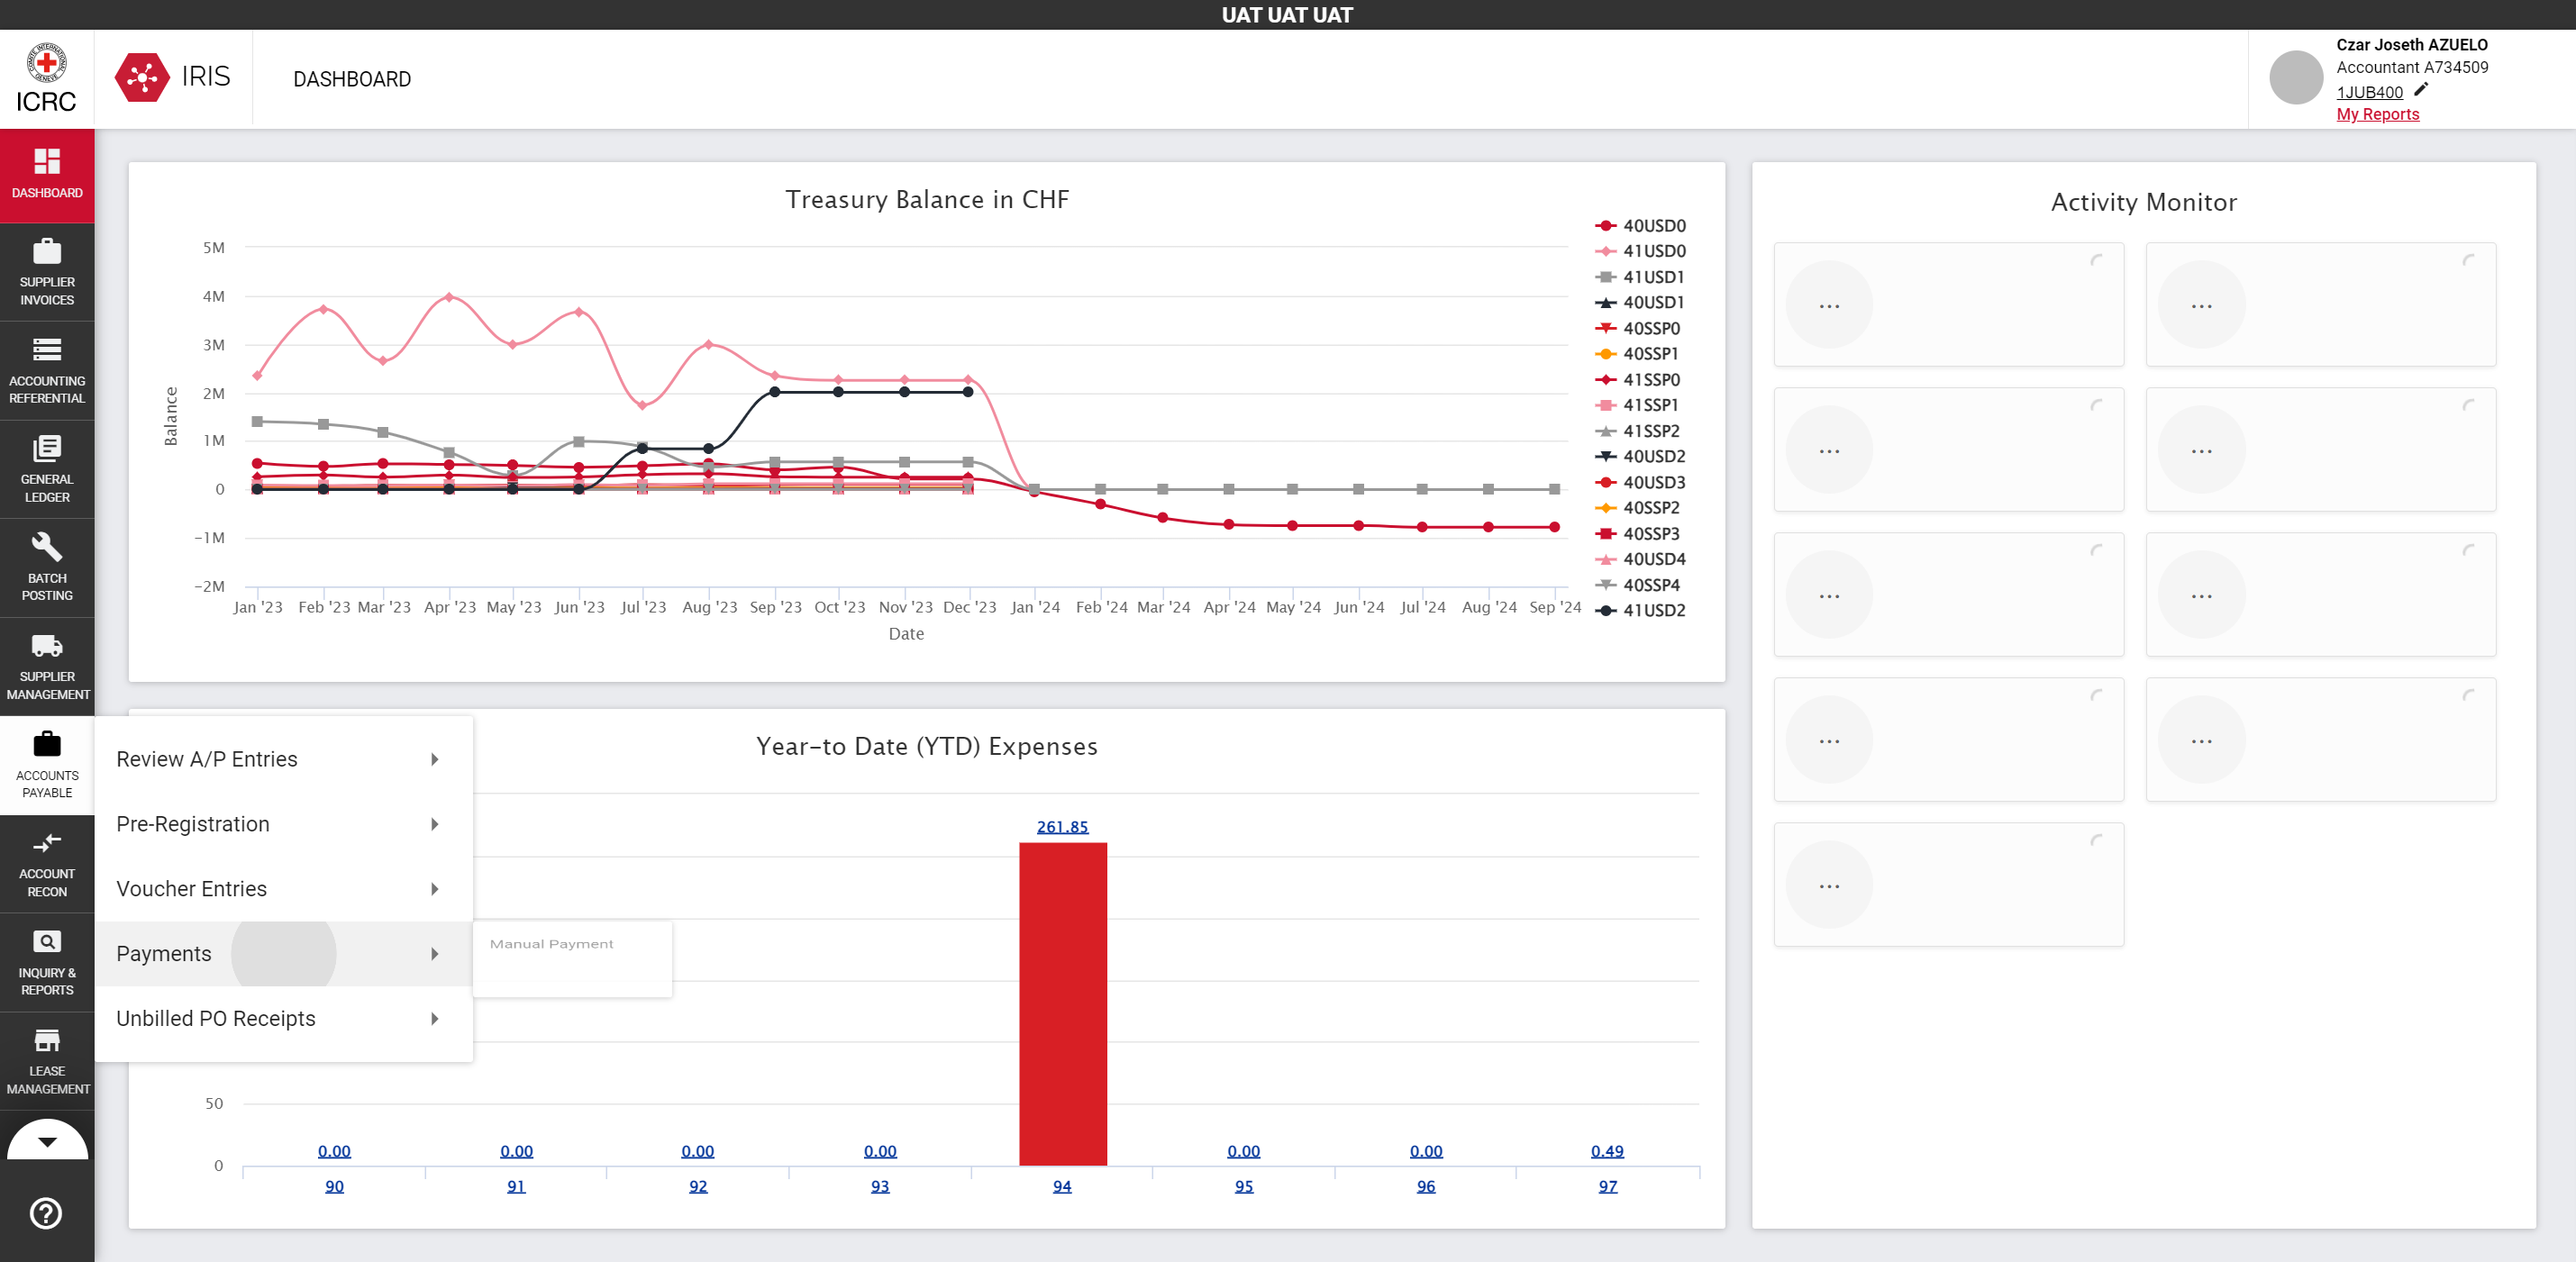 UAT UAT UAT
COMITE INTERNATIONAL GENEVE
ICRC
IRIS
DASHBOARD
Czar Joseth AZUELO
Accountant A734509
1JUB400
My Reports
DASHBOARD
SUPPLIER
INVOICES
ACCOUNTING
REFERENTIAL
GENERAL
LEDGER
BATCH
POSTING
SUPPLIER
MANAGEMENT
ACCOUNTS
PAYABLE
ACCOUNT
RECON
INQUIRY &
REPORTS
LEASE
MANAGEMENT
Treasury Balance in CHF
5M
4M
3M
2M
1M
0
-1M
-2M
Balance
Jan '23 Feb '23 Mar '23 Apr '23 May '23 Jun '23 Jul '23 Aug '23 Sep '23 Oct '23 Nov '23 Dec '23 Jan '24 Feb '24 Mar '24 Apr '24 May '24 Jun '24 Jul '24 Aug '24 Sep '24
Date
40USD0
41USD0
41USD1
40USD1
40SSP0
40SSP1
41SSP0
41SSP1
41SSP2
40USD2
40USD3
40SSP2
40SSP3
40USD4
40SSP4
41USD2
Review A/P Entries
Pre-Registration
Voucher Entries
Payments
Unbilled PO Receipts
Manual Payment
Year-to Date (YTD) Expenses
261.85
50
0
0.00 0.00 0.00 0.00 0.00 0.00 0.49
90 91 92 93 94 95 96 97
Activity Monitor
... ...
... ...
... ...
... ...
...